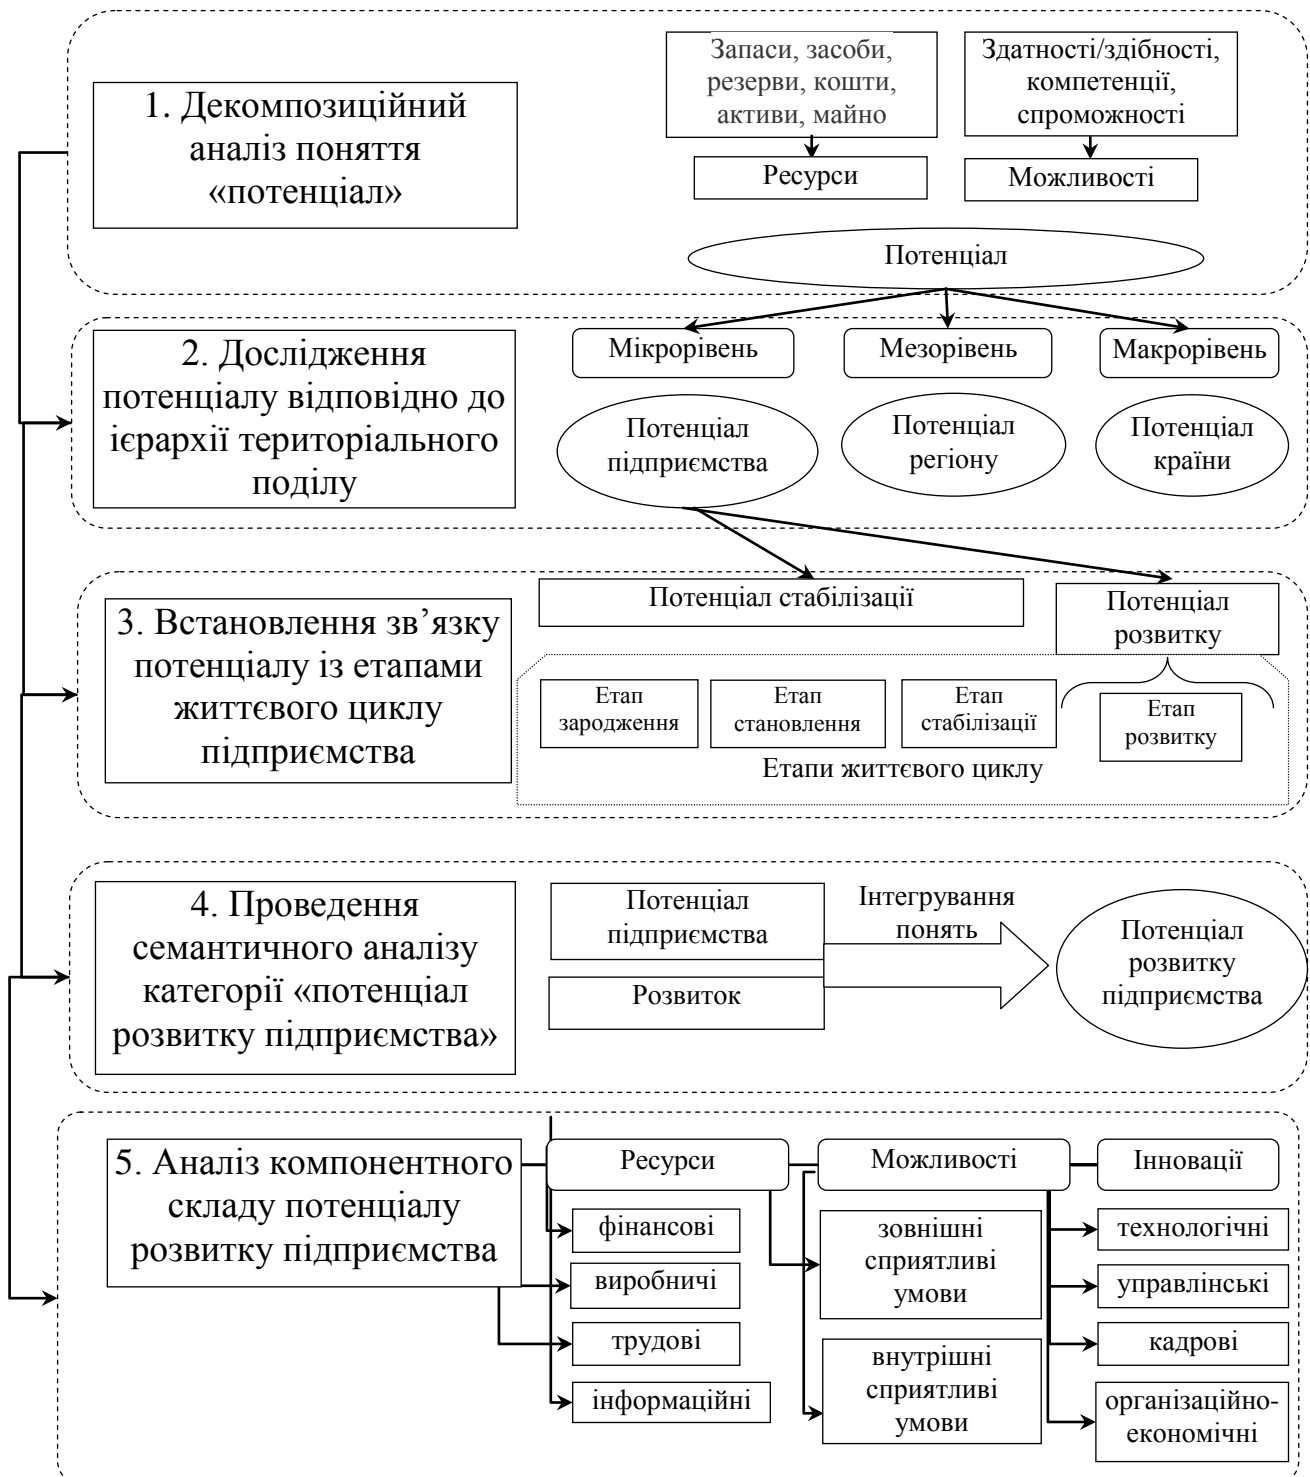 1. Декомпозиційний
аналіз поняття
«потенціал»
Запаси, засоби,
резерви, кошти,
активи, майно
Здатності/здібності,
компетенції,
спроможності
Ресурси
Можливості
Потенціал
2. Дослідження
потенціалу відповідно до
ієрархії територіального
поділу
Мікрорівень
Мезорівень
Макрорівень
Потенціал
підприємства
Потенціал
регіону
Потенціал
країни
3. Встановлення зв’язку
потенціалу із етапами
життєвого циклу
підприємства
Потенціал стабілізації
Потенціал
розвитку
Етап
зародження
Етап
становлення
Етап
стабілізації
Етап
розвитку
Етапи життєвого циклу
4. Проведення
семантичного аналізу
категорії «потенціал
розвитку підприємства»
Потенціал
підприємства
Розвиток
Інтегрування
понять
Потенціал
розвитку
підприємства
5. Аналіз компонентного
складу потенціалу
розвитку підприємства
Ресурси
фінансові
виробничі
трудові
інформаційні
Можливості
зовнішні
сприятливі
умови
внутрішні
сприятливі
умови
Інновації
технологічні
управлінські
кадрові
організаційно-
економічні